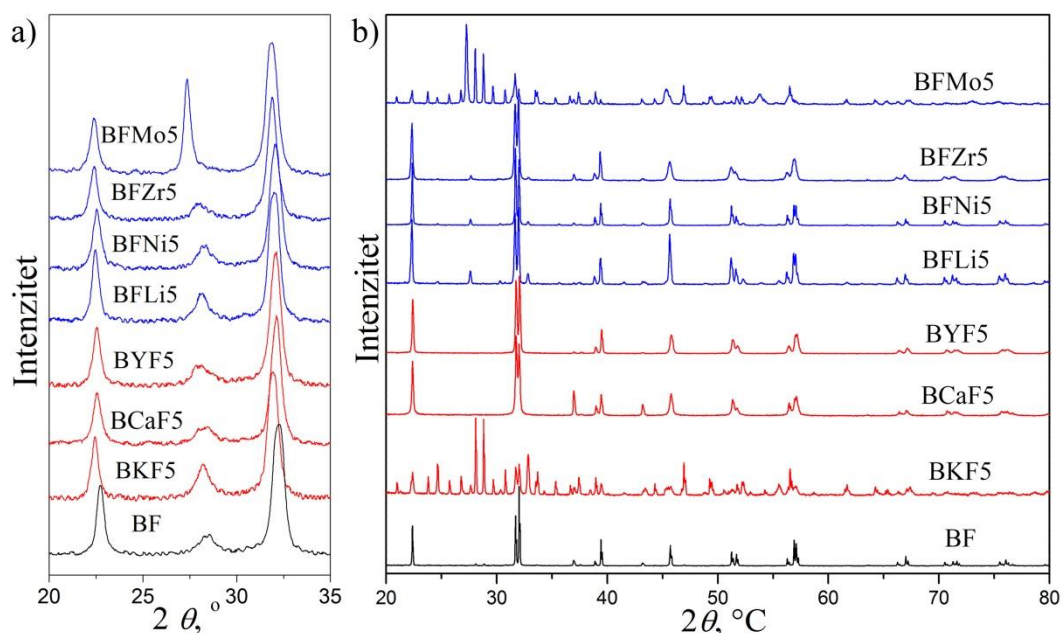 a)
Intenzitet
BFMo5
BFZr5
BFNi5
BFLi5
BYF5
BCaF5
BKF5
BF
20 25 30 35
2 θ, °
b)
Intenzitet
BFMo5
BFZr5
BFNi5
BFLi5
BYF5
BCaF5
BKF5
BF
20 30 40 50 60 70 80
2θ, °C